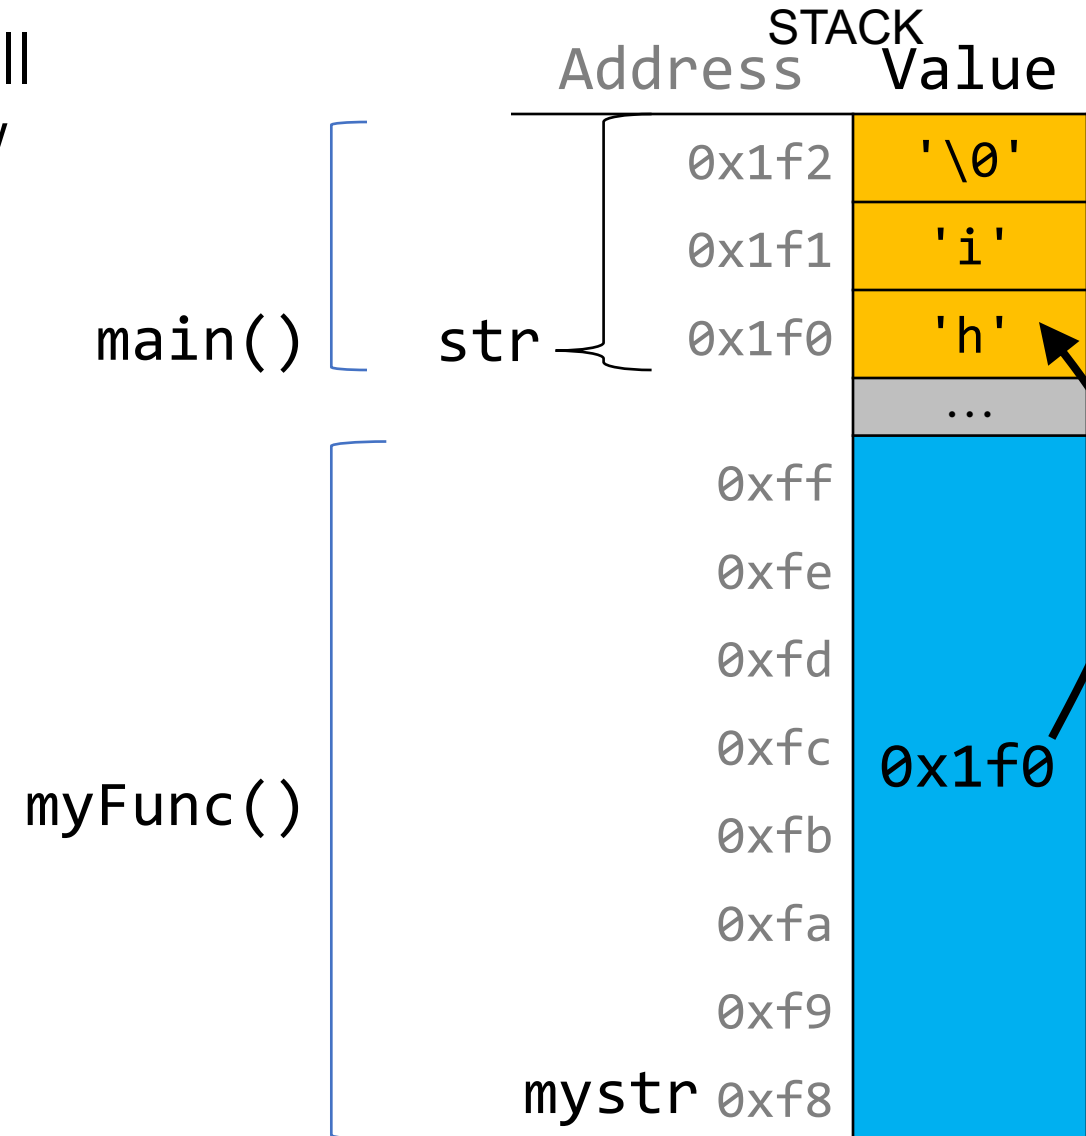 STACK
Address Value
0x1f2 '\0'
0x1f1 'i'
main() str 0x1f0 'h'
...
0xff
0xfe
0xfd
0xfc 0x1f0
myFunc() 0xfb
0xfa
0xf9
mystr 0xf8